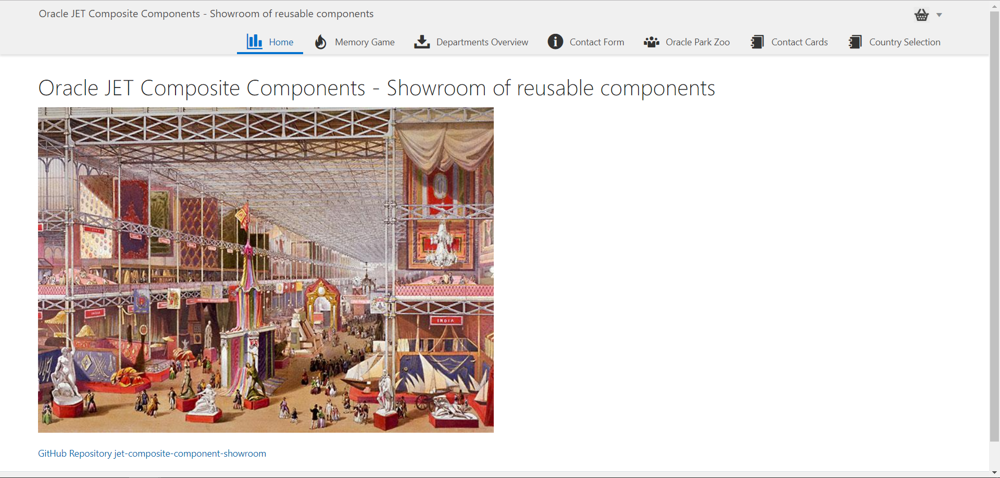 Oracle JET Composite Components - Showroom of reusable components
Home Memory Game Departments Overview Contact Form Oracle Park Zoo Contact Cards Country Selection
Oracle JET Composite Components - Showroom of reusable components
INDIA
INDIA
GitHub Repository jet-composite-component-showroom